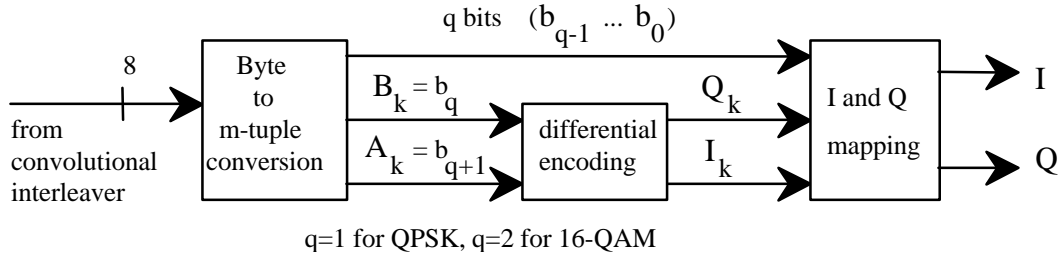 q bits (b_{q-1} ... b_0)
8
from
convolutional
interleaver
Byte
to
m-tuple
conversion
B_k = b_q
A_k = b_{q+1}
differential
encoding
Q_k
I_k
I and Q
mapping
I
Q
q=1 for QPSK, q=2 for 16-QAM